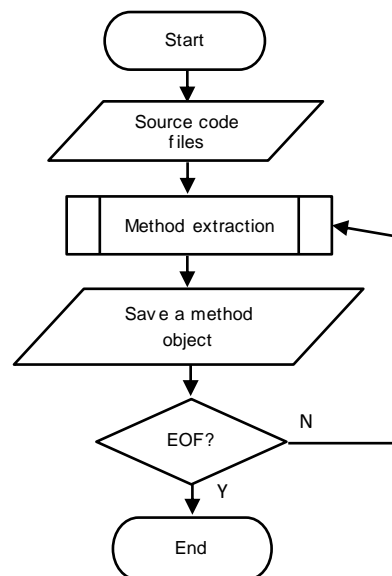 Start
Source code
files
Method extraction
Save a method
object
EOF?
N
Y
End